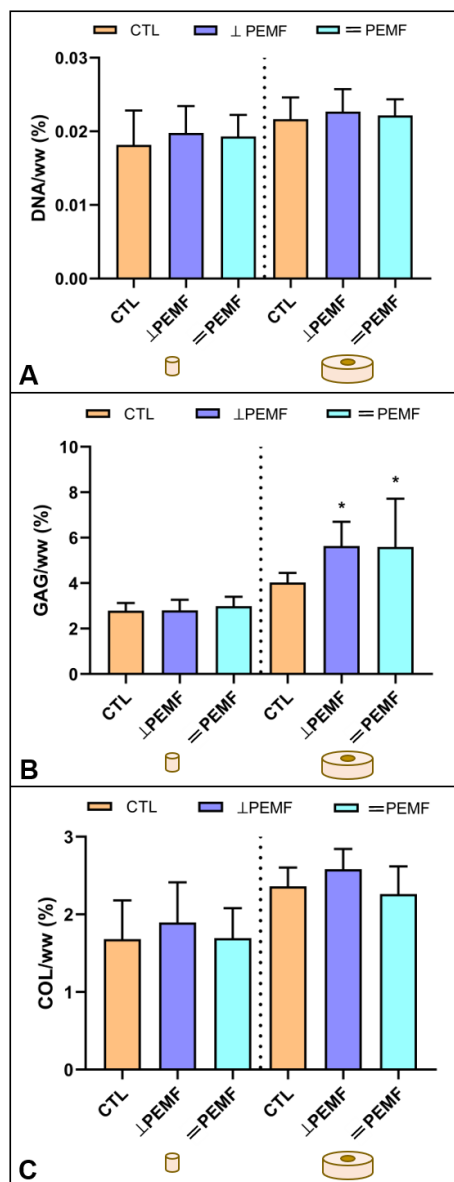 CTL ⊥ PEMF ═ PEMF
0.03
0.02
0.01
0.00
DNA/ww (%)
CTL ⊥PEMF ═PEMF CTL ⊥PEMF ═PEMF
A
CTL ⊥PEMF ═ PEMF
10
8
6
4
2
0
GAG/ww (%)
* *
CTL ⊥PEMF ═PEMF CTL ⊥PEMF ═PEMF
B
CTL ⊥PEMF ═PEMF
3
2
1
0
COL/ww (%)
CTL ⊥PEMF ═PEMF CTL ⊥PEMF ═PEMF
C